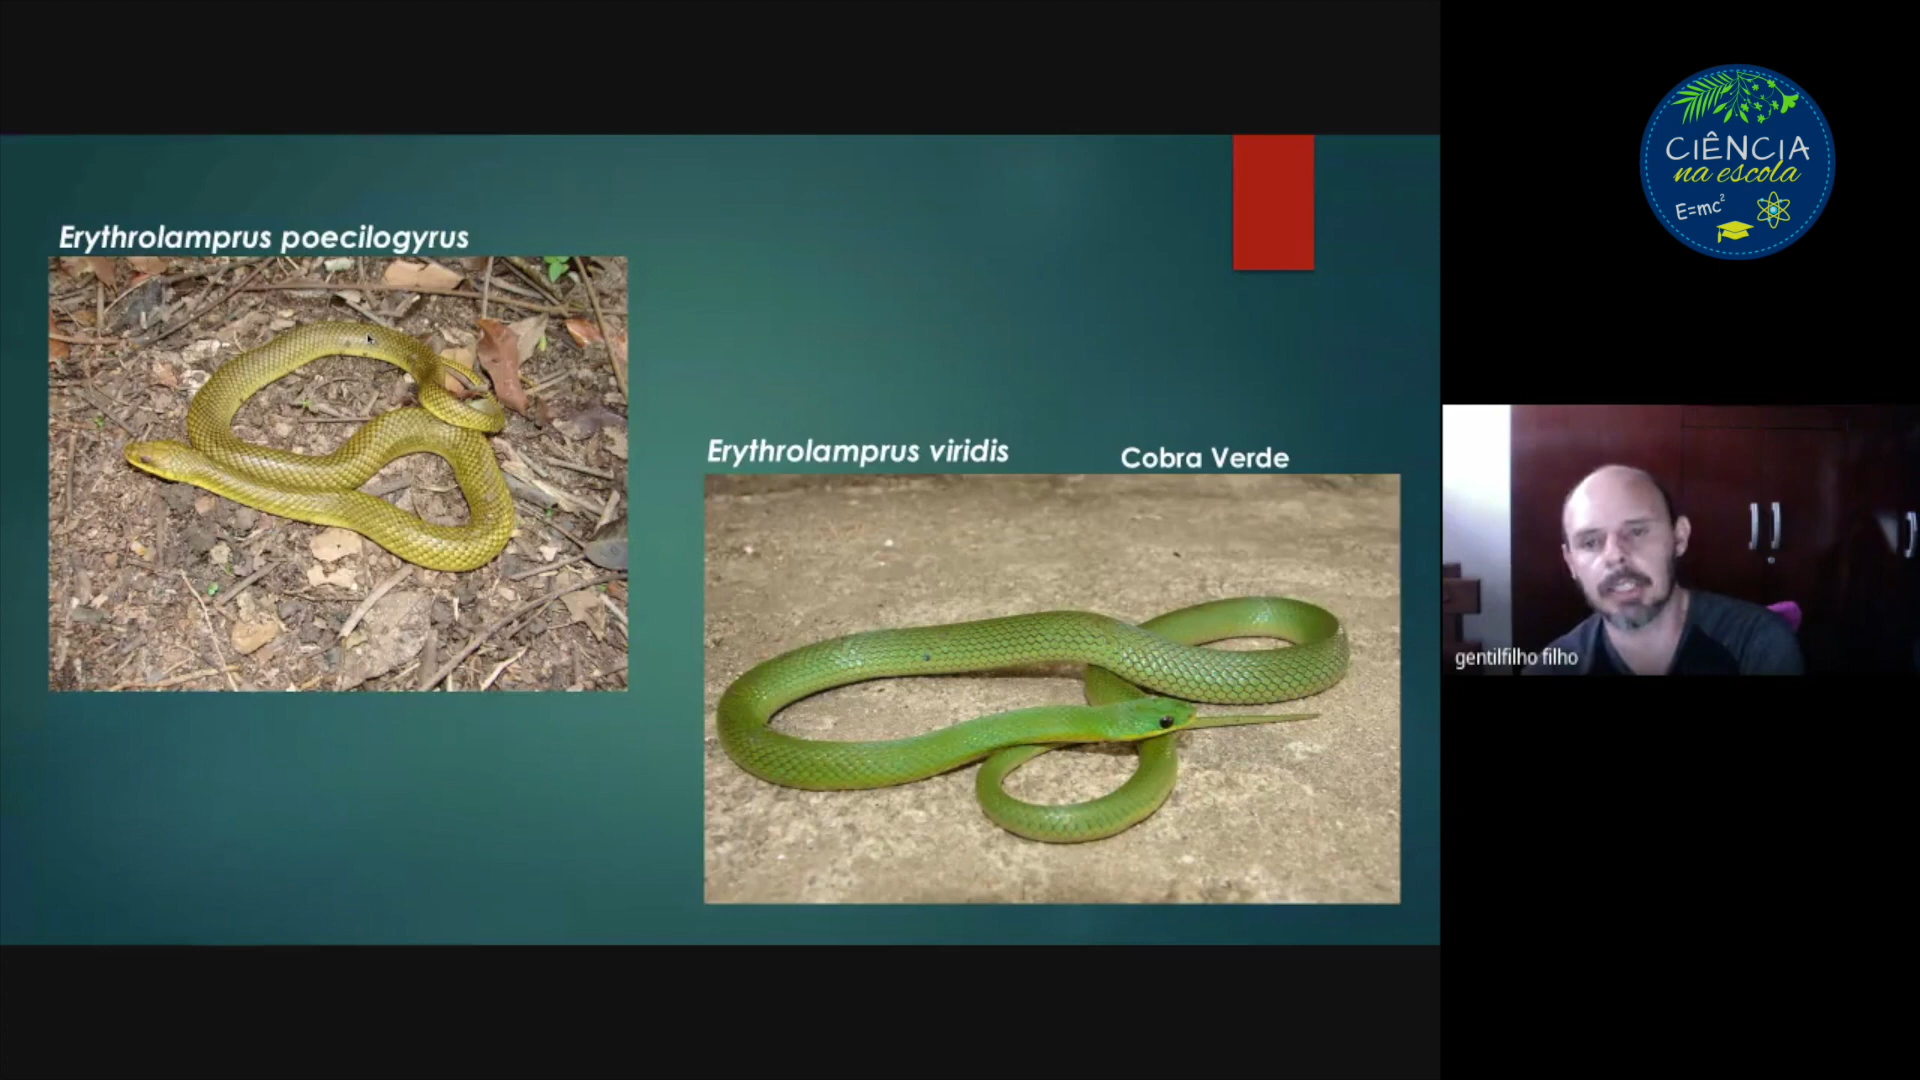 Erythrolamprus poecilogyrus
Erythrolamprus viridis
Cobra Verde
CIÊNCIA
na escola
E=mc²
gentilfilho filho